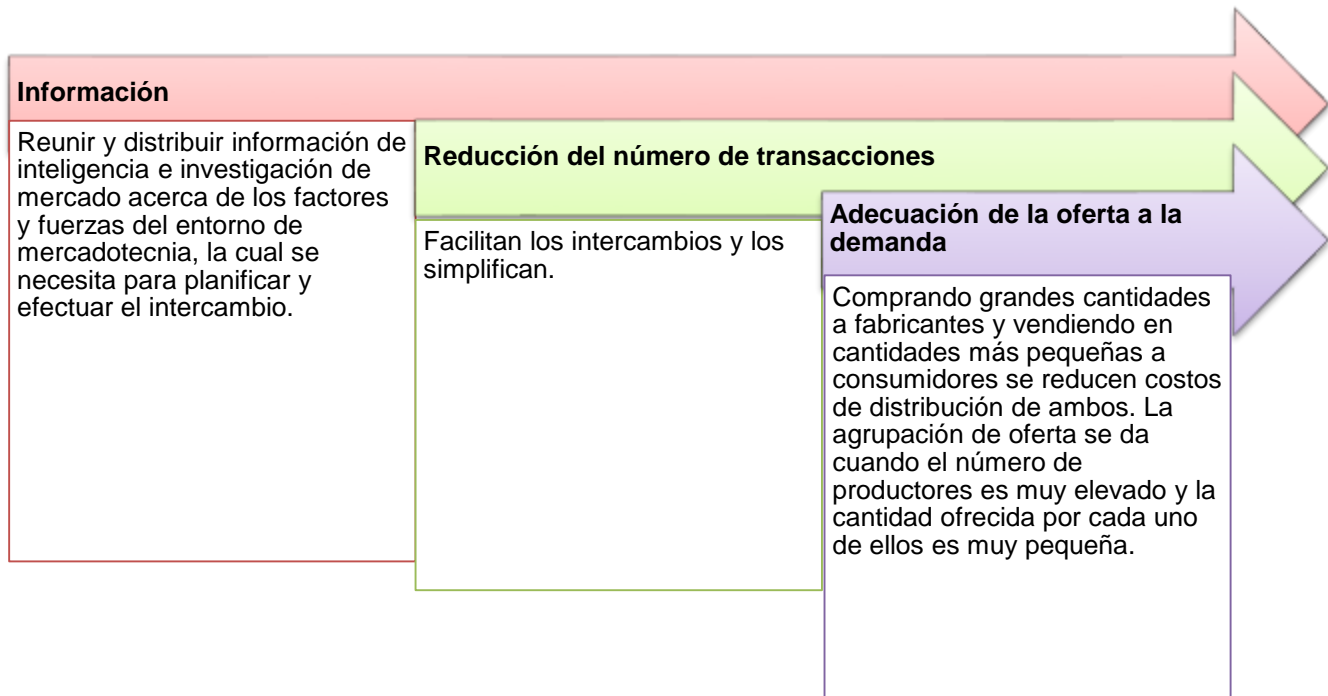 Información
Reunir y distribuir información de
inteligencia e investigación de
mercado acerca de los factores
y fuerzas del entorno de
mercadotecnia, la cual se
necesita para planificar y
efectuar el intercambio.
Reducción del número de transacciones
Facilitan los intercambios y los
simplifican.
Adecuación de la oferta a la
demanda
Comprando grandes cantidades
a fabricantes y vendiendo en
cantidades más pequeñas a
consumidores se reducen costos
de distribución de ambos. La
agrupación de oferta se da
cuando el número de
productores es muy elevado y la
cantidad ofrecida por cada uno
de ellos es muy pequeña.